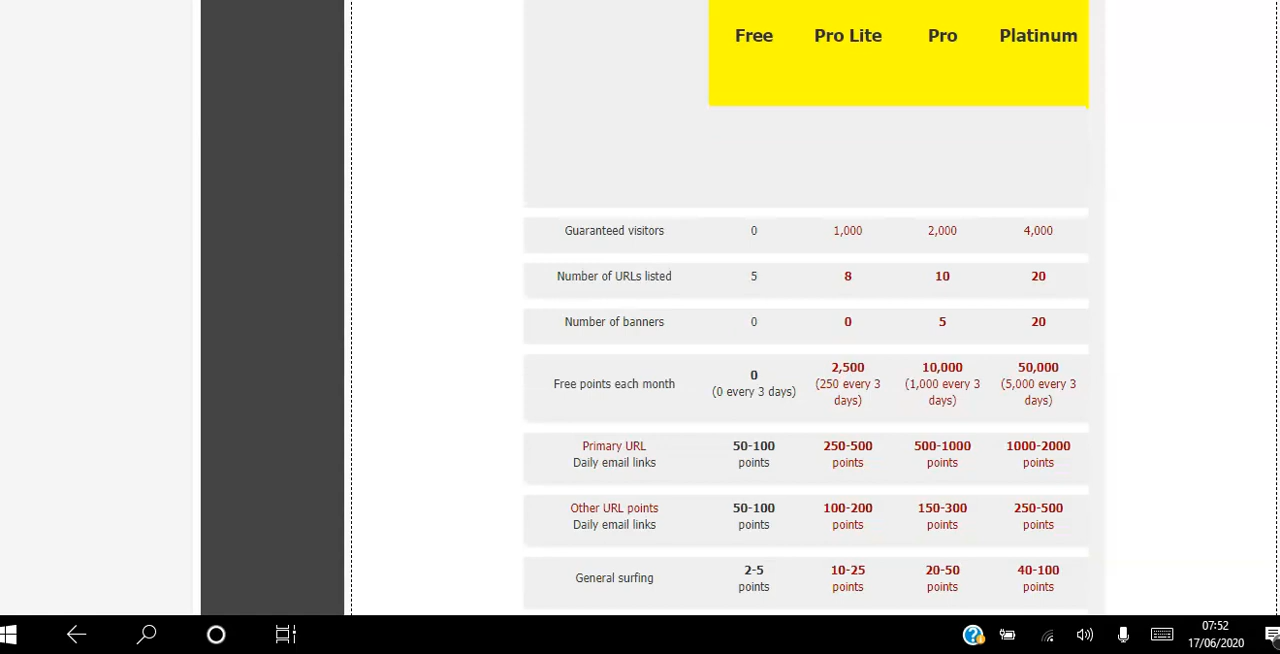 Free Pro Lite Pro Platinum
Guaranteed visitors 0 1,000 2,000 4,000
Number of URLs listed 5 8 10 20
Number of banners 0 0 5 20
Free points each month 0 (0 every 3 days) 2,500 (250 every 3 days) 10,000 (1,000 every 3 days) 50,000 (5,000 every 3 days)
Primary URL 50-100 250-500 500-1000 1000-2000
Daily email links points points points points
Other URL points 50-100 100-200 150-300 250-500
Daily email links points points points points
General surfing 2-5 points 10-25 points 20-50 points 40-100 points
07:52
17/06/2020